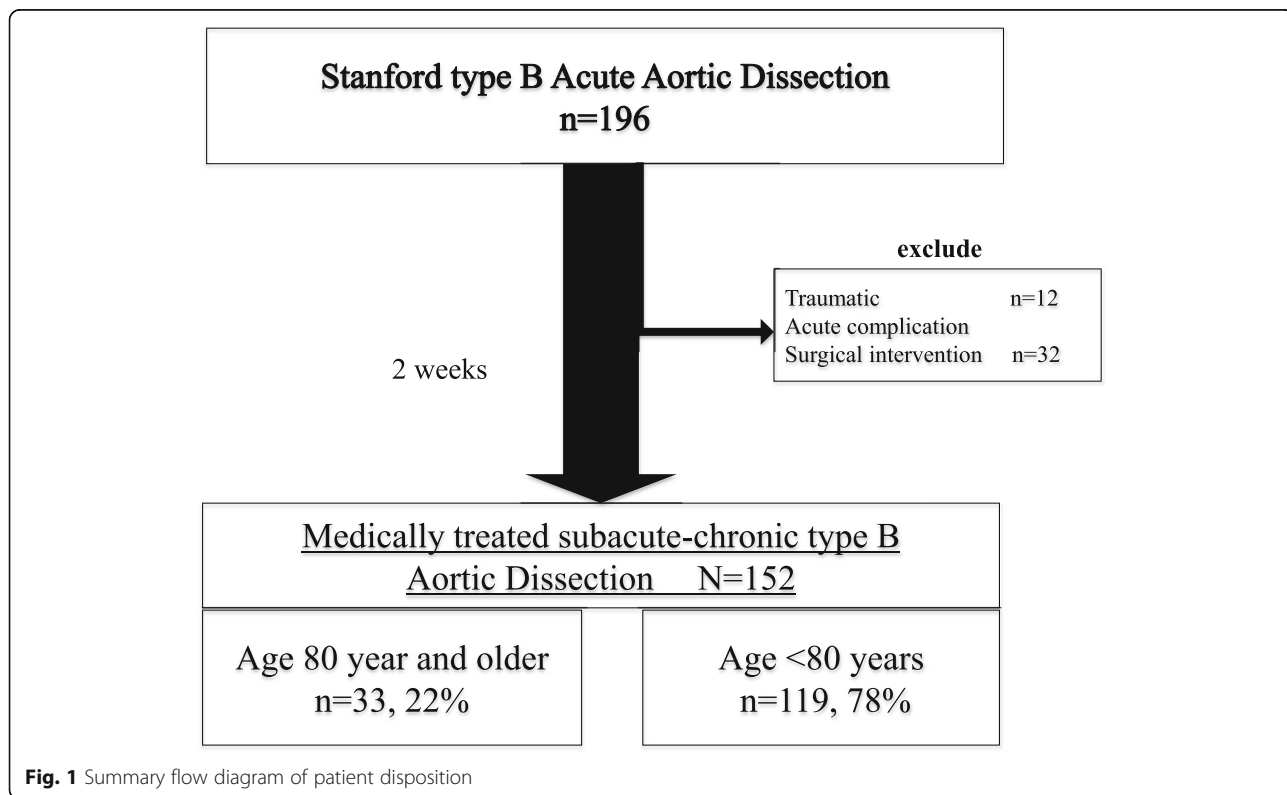 Stanford type B Acute Aortic Dissection
n=196
exclude
Traumatic n=12
Acute complication
Surgical intervention n=32
2 weeks
Medically treated subacute-chronic type B
Aortic Dissection N=152
Age 80 year and older
n=33, 22%
Age <80 years
n=119, 78%
Fig. 1 Summary flow diagram of patient disposition